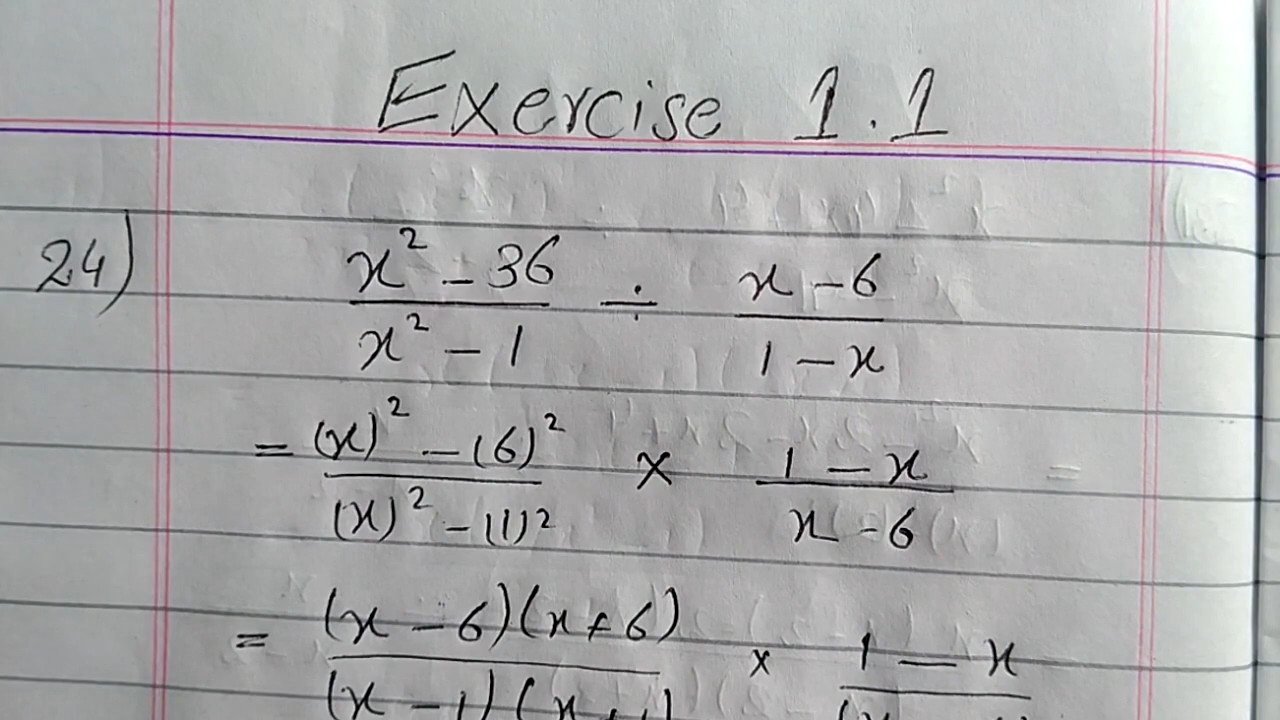 Exercise 1.1
24) x² - 36 / x² - 1 ÷ x - 6 / 1 - x
= (x)² - (6)² / (x)² - (1)² × 1 - x / x - 6
= (x - 6)(x + 6) / (x - 1)(x × 1 - x /